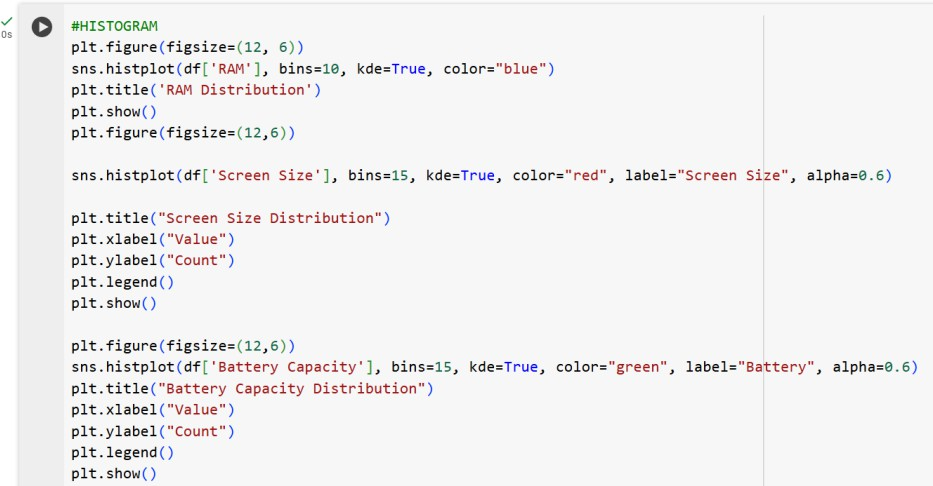 0s
#HISTOGRAM
plt.figure(figsize=(12, 6))
sns.histplot(df['RAM'], bins=10, kde=True, color="blue")
plt.title('RAM Distribution')
plt.show()
plt.figure(figsize=(12,6))
sns.histplot(df['Screen Size'], bins=15, kde=True, color="red", label="Screen Size", alpha=0.6)
plt.title("Screen Size Distribution")
plt.xlabel("Value")
plt.ylabel("Count")
plt.legend()
plt.show()
plt.figure(figsize=(12,6))
sns.histplot(df['Battery Capacity'], bins=15, kde=True, color="green", label="Battery", alpha=0.6)
plt.title("Battery Capacity Distribution")
plt.xlabel("Value")
plt.ylabel("Count")
plt.legend()
plt.show()